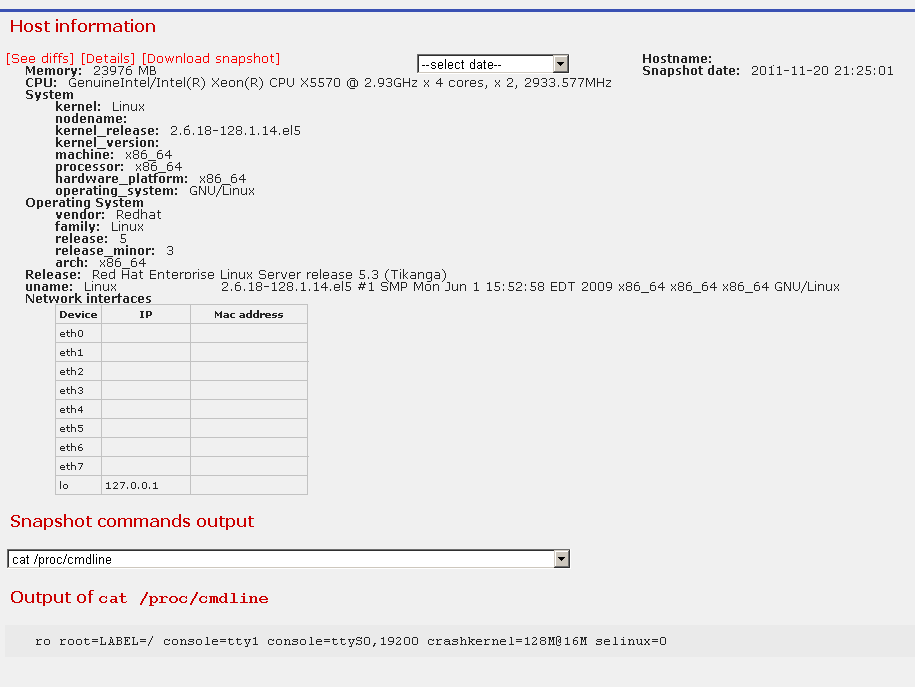 Host information
[See diffs] [Details] [Download snapshot] --select date-- Hostname:
Memory: 23976 MB Snapshot date: 2011-11-20 21:25:01
CPU: GenuineIntel/Intel(R) Xeon(R) CPU X5570 @ 2.93GHz x 4 cores, x 2, 2933.577MHz
System
kernel: Linux
nodename:
kernel_release: 2.6.18-128.1.14.el5
kernel_version:
machine: x86_64
processor: x86_64
hardware_platform: x86_64
operating_system: GNU/Linux
Operating System
vendor: Redhat
family: Linux
release: 5
release_minor: 3
arch: x86_64
Release: Red Hat Enterprise Linux Server release 5.3 (Tikanga)
uname: Linux 2.6.18-128.1.14.el5 #1 SMP Mon Jun 1 15:52:58 EDT 2009 x86_64 x86_64 x86_64 GNU/Linux
Network interfaces
Device IP Mac address
eth0
eth1
eth2
eth3
eth4
eth5
eth6
eth7
lo 127.0.0.1
Snapshot commands output
cat /proc/cmdline
Output of cat /proc/cmdline
ro root=LABEL=/ console=tty1 console=ttyS0,19200 crashkernel=128M@16M selinux=0